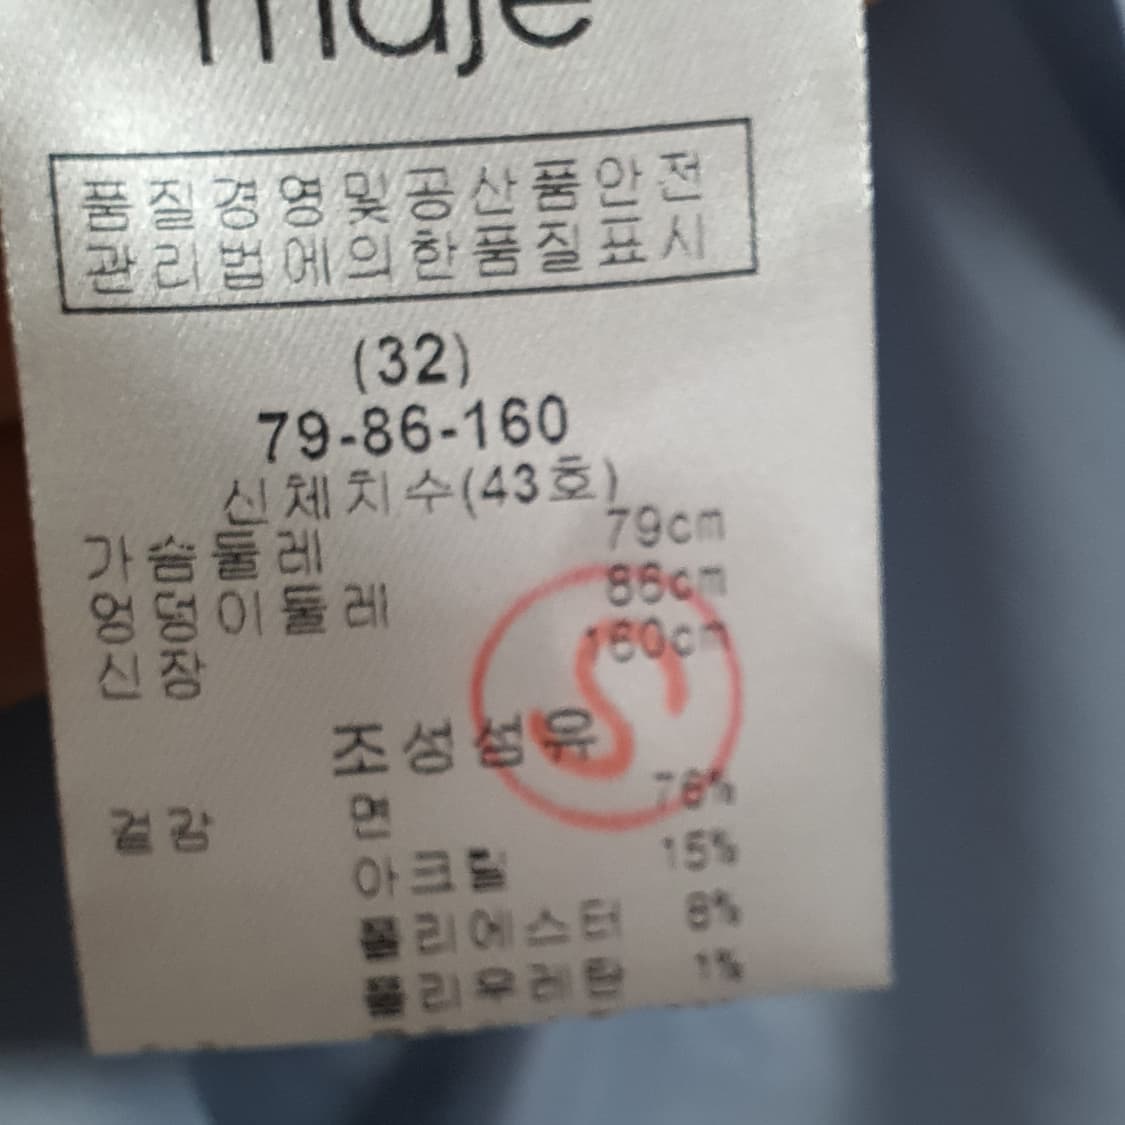 maje
품질경영및공산품안전
관리법에의한품질표시
(32)
79-86-160
신체치수(43호)
가슴둘레 79cm
엉덩이둘레 86cm
신장 160cm
조성섬유
겉감 면 76%
아크릴 15%
폴리에스터 8%
폴리우레탄 1%
S